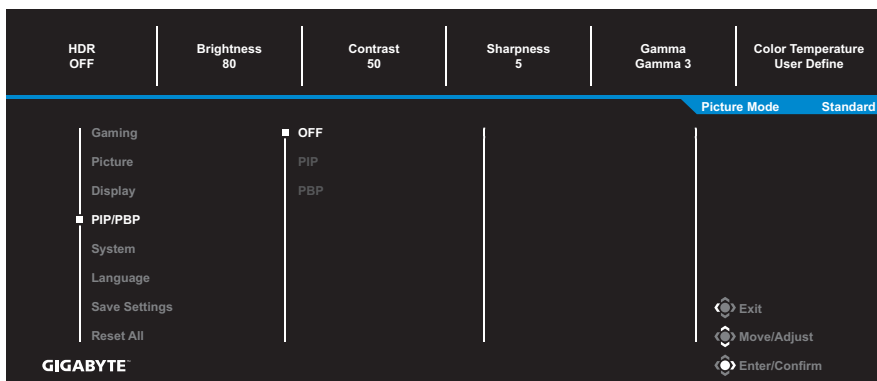 HDR Brightness Contrast Sharpness Gamma Color Temperature
OFF 80 50 5 Gamma 3 User Define
Picture Mode Standard
Gaming OFF
Picture PIP
Display PBP
PIP/PBP
System
Language
Save Settings Exit
Reset All Move/Adjust
GIGABYTE™ Enter/Confirm